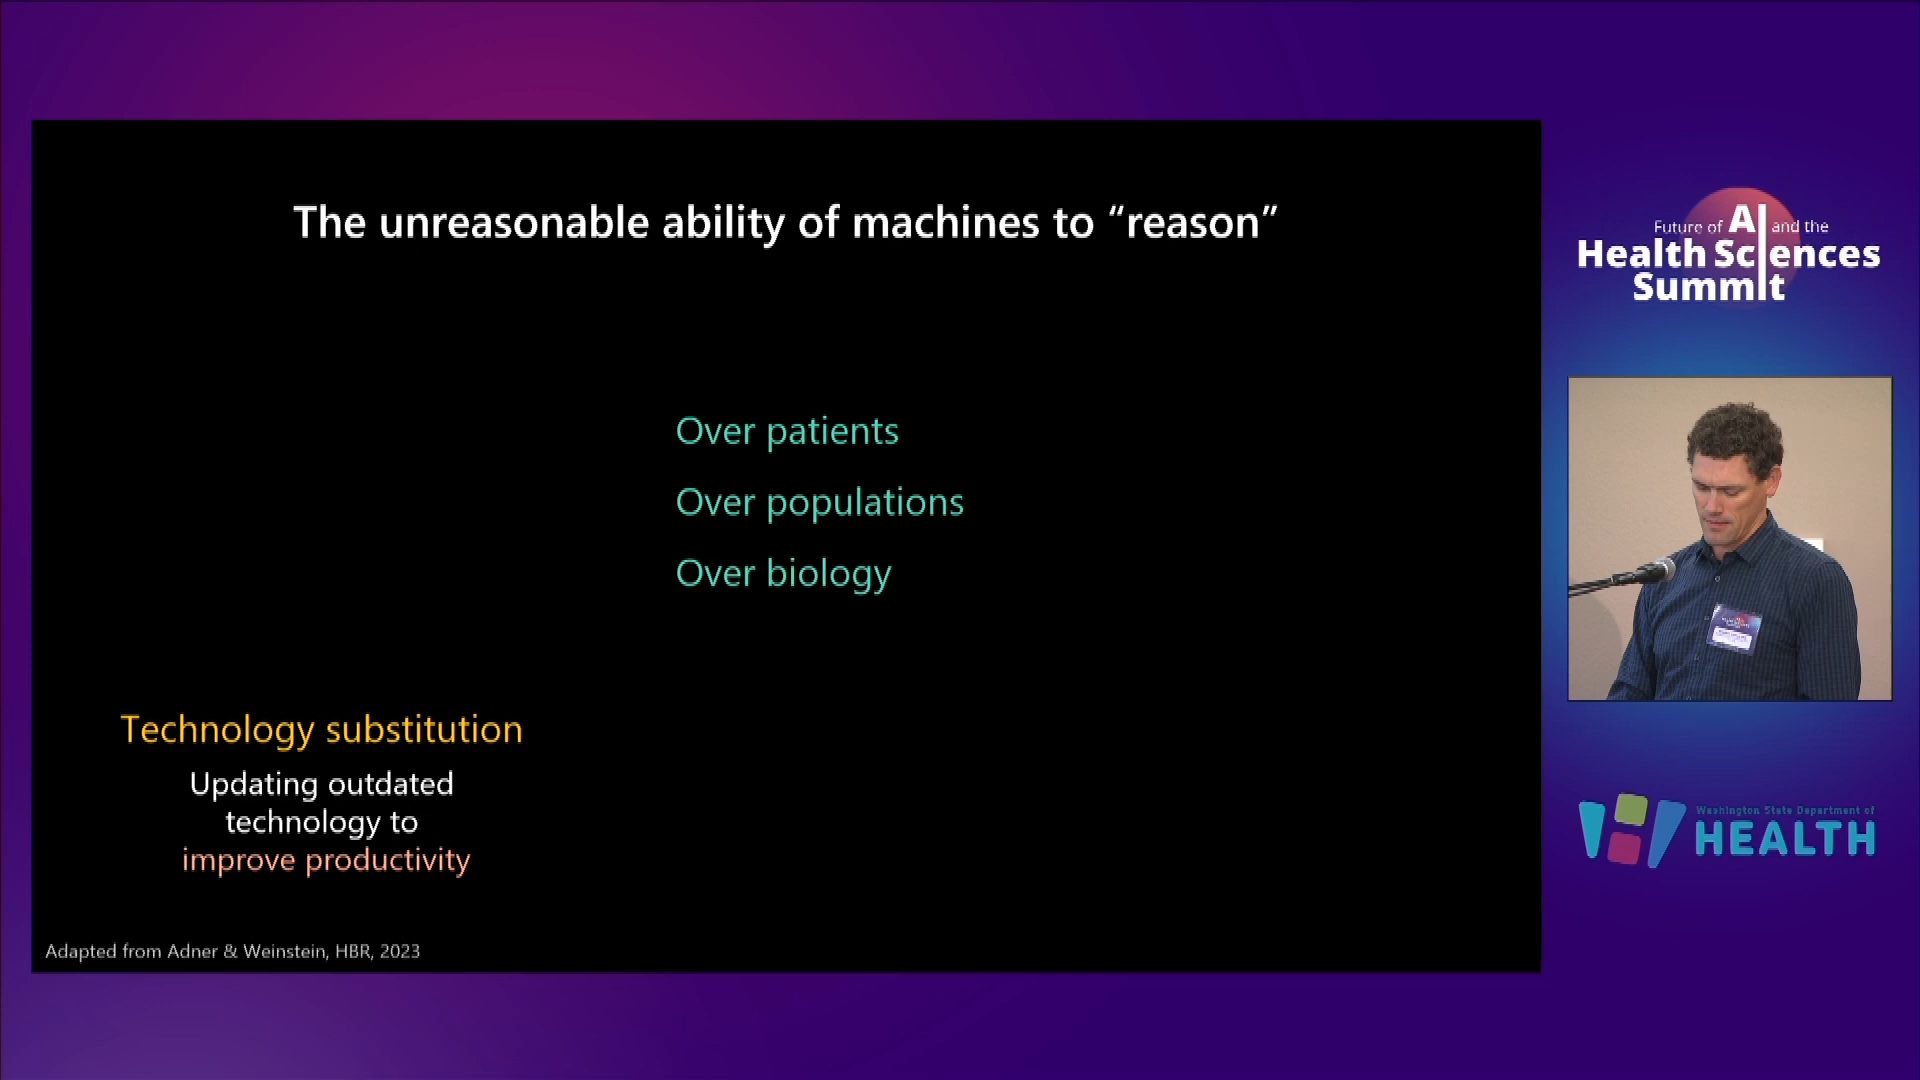 The unreasonable ability of machines to “reason”
Over patients
Over populations
Over biology
Technology substitution
Updating outdated
technology to
improve productivity
Adapted from Adner & Weinstein, HBR, 2023
Future of AI and the
Health Sciences
Summit
Washington State Department of
HEALTH